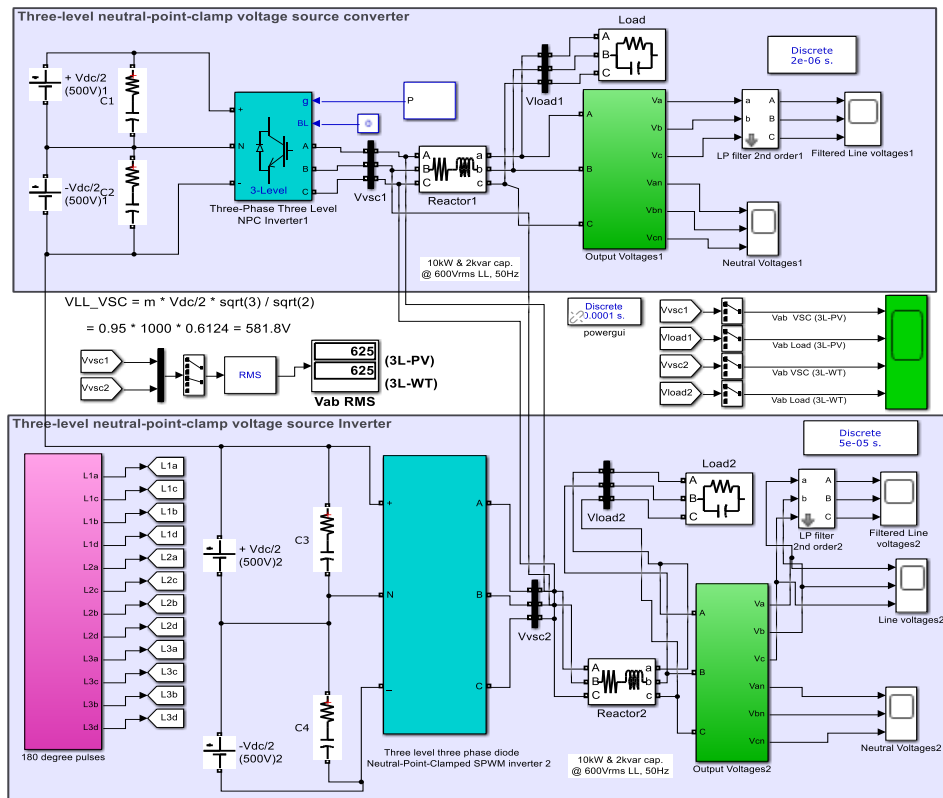 Three-level neutral-point-clamp voltage source converter
+ Vdc/2
(500V)1
C1
-Vdc/2
(500V)1
C2
+
N
-
g
BL
A
B
C
3-Level
Three-Phase Three Level
NPC Inverter1
P
0
Vvsc1
A
B
C
a
b
c
Reactor1
Vload1
Load
A
B
C
Discrete
2e-06 s.
A
B
C
Va
Vb
Vc
Van
Vbn
Vcn
Output Voltages1
a
b
c
A
B
C
LP filter 2nd order1
Filtered Line voltages1
Neutral Voltages1
10kW & 2kvar cap.
@ 600Vrms LL, 50Hz
VLL_VSC = m * Vdc/2 * sqrt(3) / sqrt(2)
= 0.95 * 1000 * 0.6124 = 581.8V
Vvsc1
Vvsc2
RMS
625
625
(3L-PV)
(3L-WT)
Vab RMS
Discrete
0.0001 s.
powergui
Vvsc1
Vab VSC (3L-PV)
Vload1
Vab Load (3L-PV)
Vvsc2
Vab VSC (3L-WT)
Vload2
Vab Load (3L-WT)
Three-level neutral-point-clamp voltage source Inverter
L1a
L1c
L1b
L1d
L2a
L2c
L2b
L2d
L3a
L3c
L3b
L3d
L1a
L1c
L1b
L1d
L2a
L2c
L2b
L2d
L3a
L3c
L3b
L3d
180 degree pulses
+ Vdc/2
(500V)2
C3
-Vdc/2
(500V)2
C4
+
N
-
A
B
C
Three level three phase diode
Neutral-Point-Clamped SPWM inverter 2
Vvsc2
A
B
C
a
b
c
Reactor2
10kW & 2kvar cap.
@ 600Vrms LL, 50Hz
Vload2
Load2
A
B
C
Discrete
5e-05 s.
a
b
c
A
B
C
LP filter
2nd order2
Filtered Line
voltages2
Line voltages2
A
B
C
Va
Vb
Vc
Van
Vbn
Vcn
Output Voltages2
Neutral Voltages2